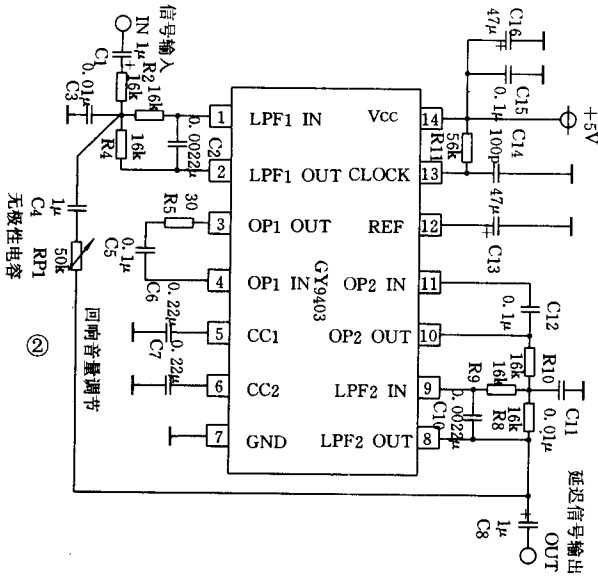 信号输入
IN
1μ
C1
R2
16k
16k
0.01μ
C3
R4
16k
0.0022μ
C2
1μ
C4
无极性电容
RP1
50k
回响音量调节
②
R5
30
C5
0.1μ
C6
0.22μ
C7
0.22μ
GY9403
1 LPF1 IN
2 LPF1 OUT
3 OP1 OUT
4 OP1 IN
5 CC1
6 CC2
7 GND
Vcc 14
CLOCK 13
REF 12
OP2 IN 11
OP2 OUT 10
LPF2 IN 9
LPF2 OUT 8
C16
47μ
C15
0.1μ
+5V
R11
56k
C14
100p
C13
47μ
C12
0.1μ
R10
16k
R9
16k
C11
0.01μ
R8
16k
C10
0.0022μ
延迟信号输出
OUT
1μ
C8